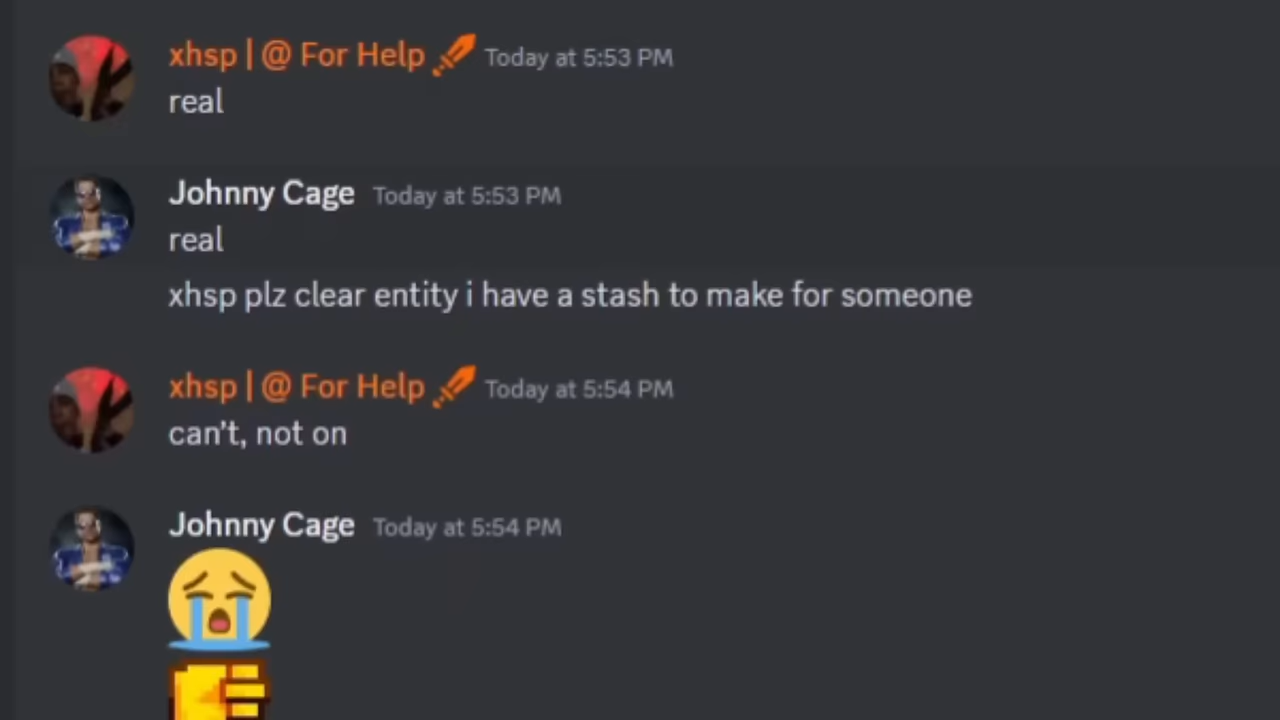 xhsp | @ For Help Today at 5:53 PM
real
Johnny Cage Today at 5:53 PM
real
xhsp plz clear entity i have a stash to make for someone
xhsp | @ For Help Today at 5:54 PM
can't, not on
Johnny Cage Today at 5:54 PM